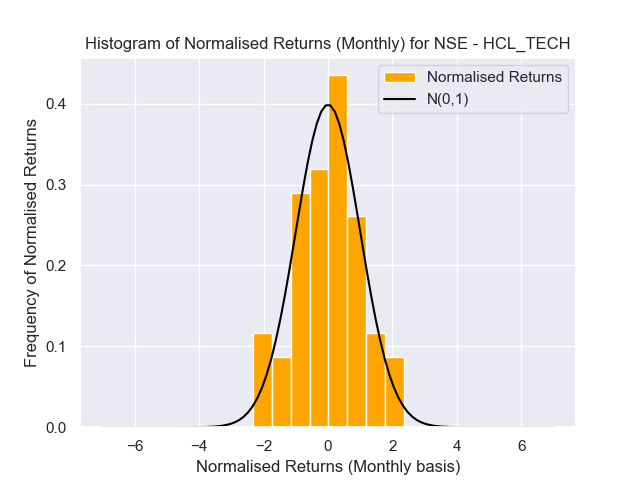 Histogram of Normalised Returns (Monthly) for NSE - HCL_TECH
Normalised Returns
N(0,1)
Frequency of Normalised Returns
0.4
0.3
0.2
0.1
0.0
−6 −4 −2 0 2 4 6
Normalised Returns (Monthly basis)